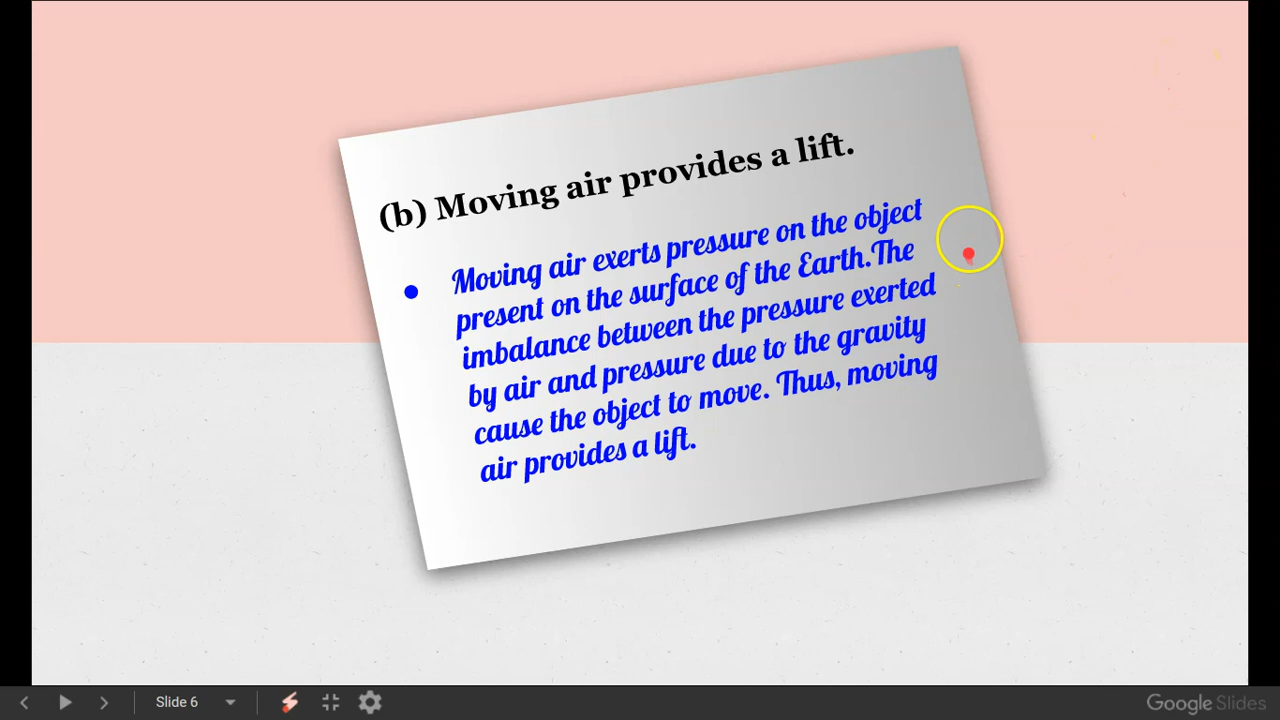 (b) Moving air provides a lift.
● Moving air exerts pressure on the object
present on the surface of the Earth.The
imbalance between the pressure exerted
by air and pressure due to the gravity
cause the object to move. Thus, moving
air provides a lift.
Slide 6
Google Slides